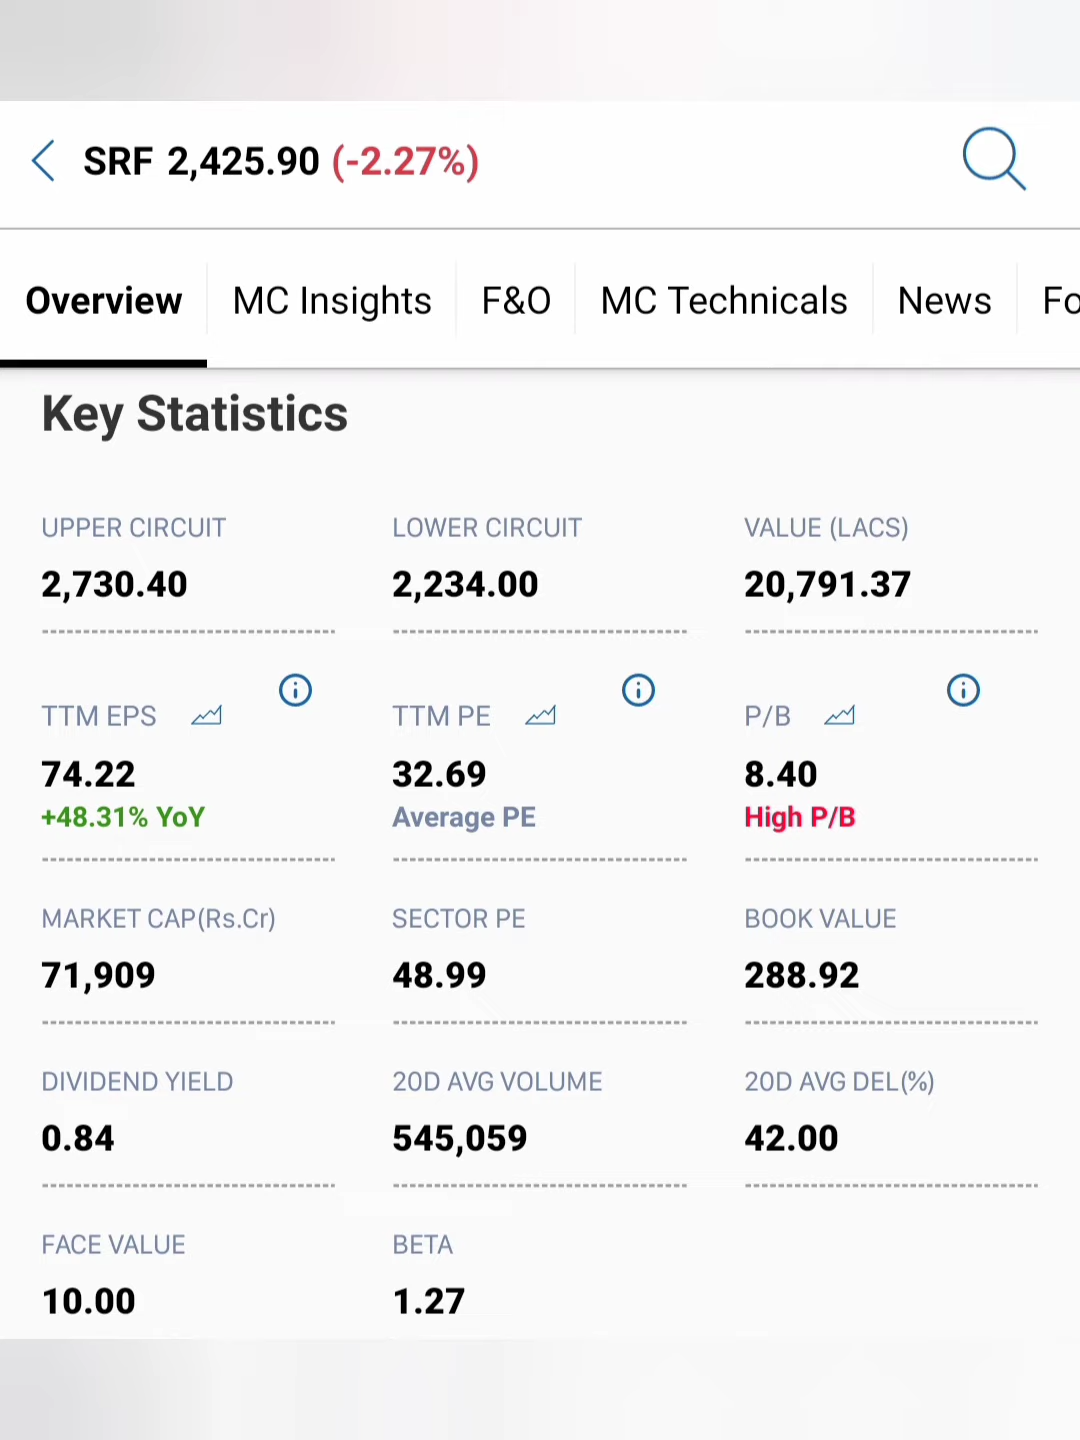 SRF 2,425.90 (-2.27%)
Overview MC Insights F&O MC Technicals News Fo
Key Statistics
UPPER CIRCUIT LOWER CIRCUIT VALUE (LACS)
2,730.40 2,234.00 20,791.37
TTM EPS TTM PE P/B
74.22 32.69 8.40
+48.31% YoY Average PE High P/B
MARKET CAP(Rs.Cr) SECTOR PE BOOK VALUE
71,909 48.99 288.92
DIVIDEND YIELD 20D AVG VOLUME 20D AVG DEL(%)
0.84 545,059 42.00
FACE VALUE BETA
10.00 1.27